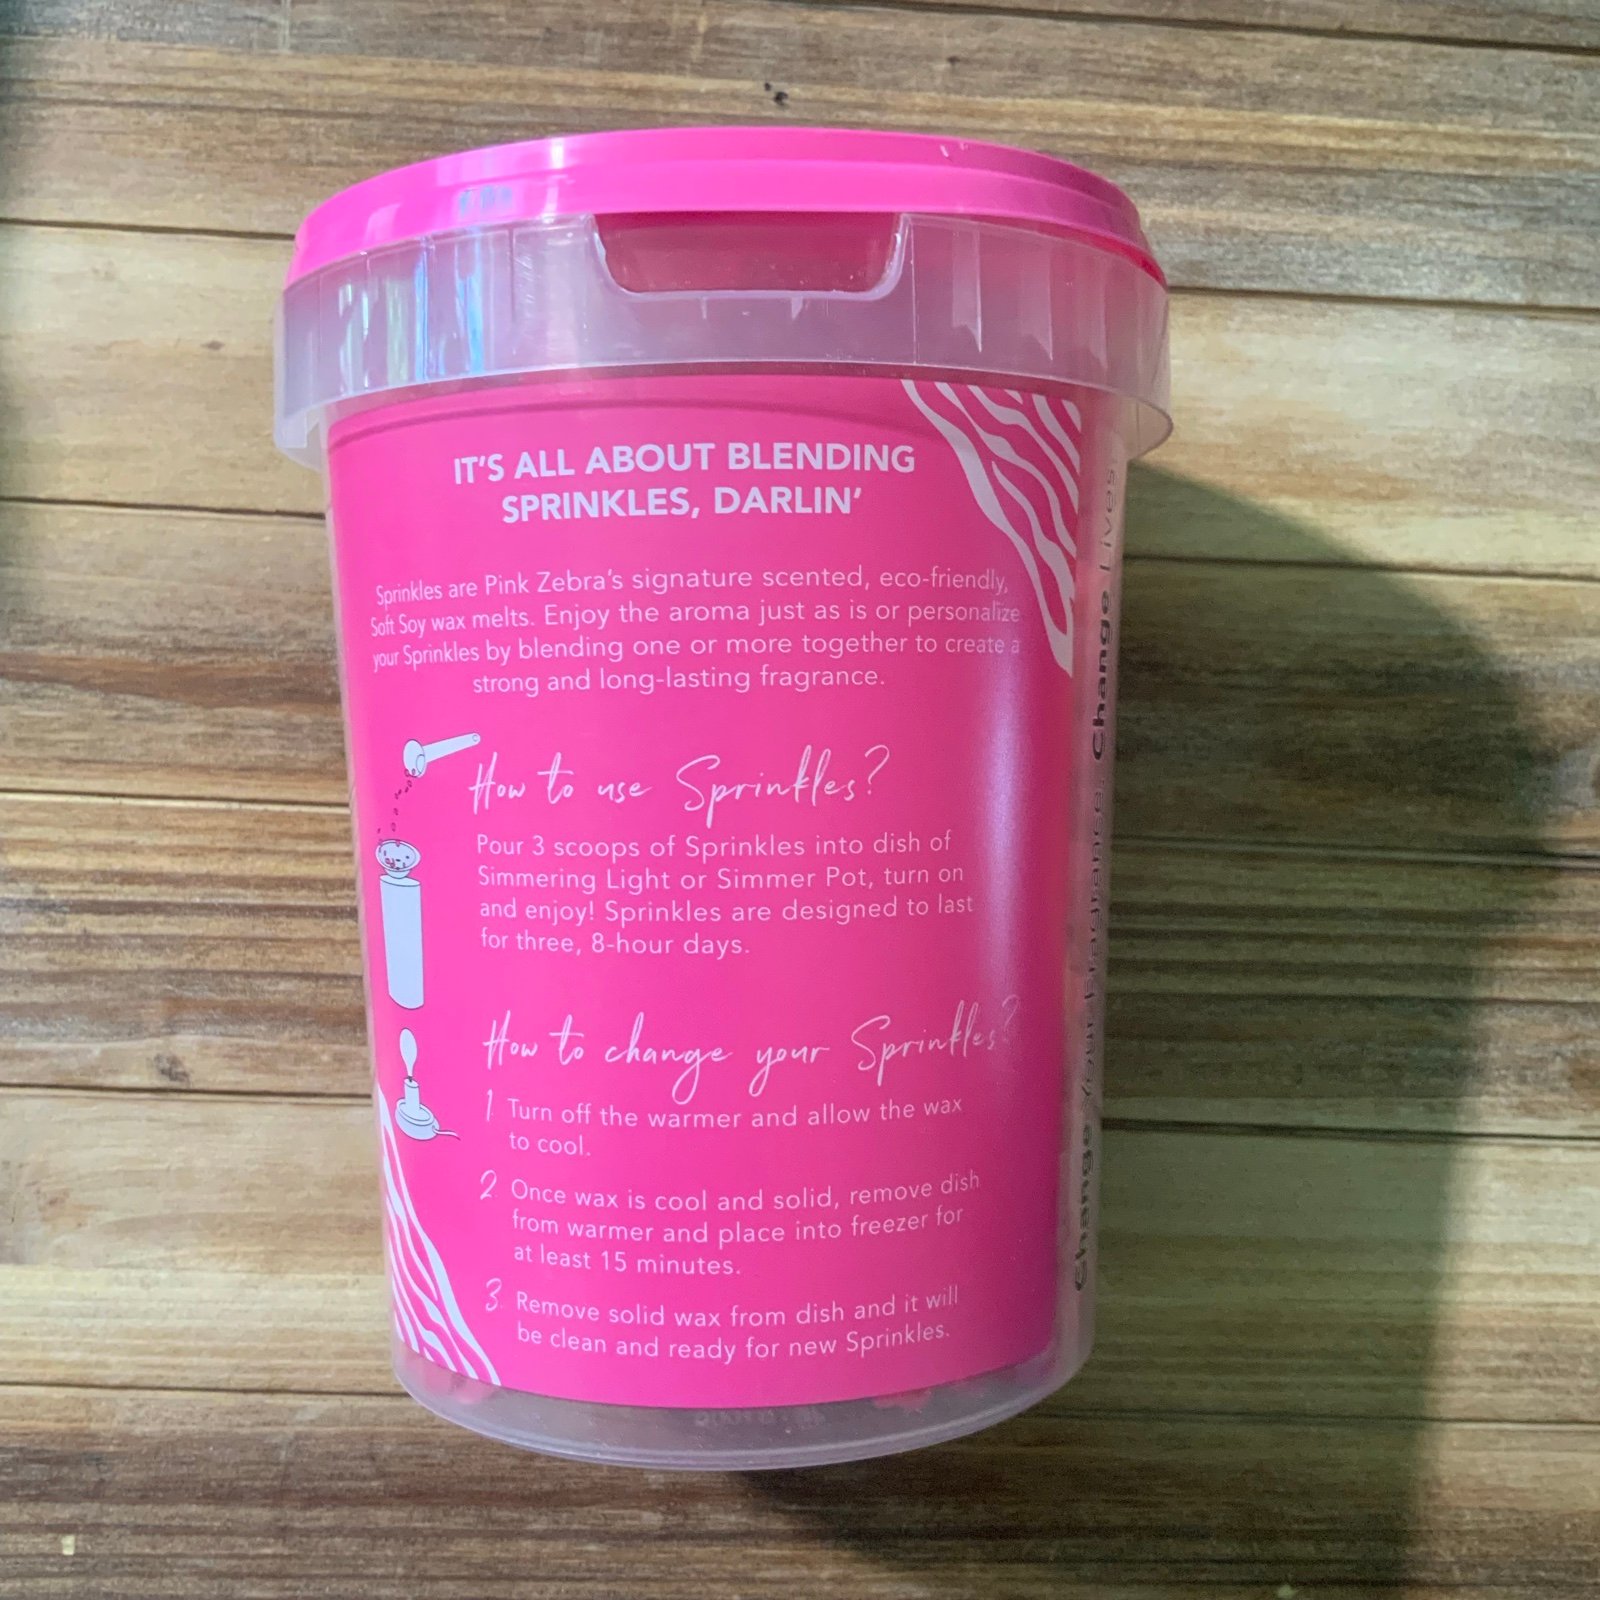 IT'S ALL ABOUT BLENDING
SPRINKLES, DARLIN'
Sprinkles are Pink Zebra's signature scented, eco-friendly,
Soft Soy wax melts. Enjoy the aroma just as is or personalize
your Sprinkles by blending one or more together to create a
strong and long-lasting fragrance.
How to use Sprinkles?
Pour 3 scoops of Sprinkles into dish of
Simmering Light or Simmer Pot, turn on
and enjoy! Sprinkles are designed to last
for three, 8-hour days.
How to change your Sprinkles?
1 Turn off the warmer and allow the wax
to cool.
2 Once wax is cool and solid, remove dish
from warmer and place into freezer for
at least 15 minutes.
3 Remove solid wax from dish and it will
be clean and ready for new Sprinkles.
Change Your Fragrance, Change Lives